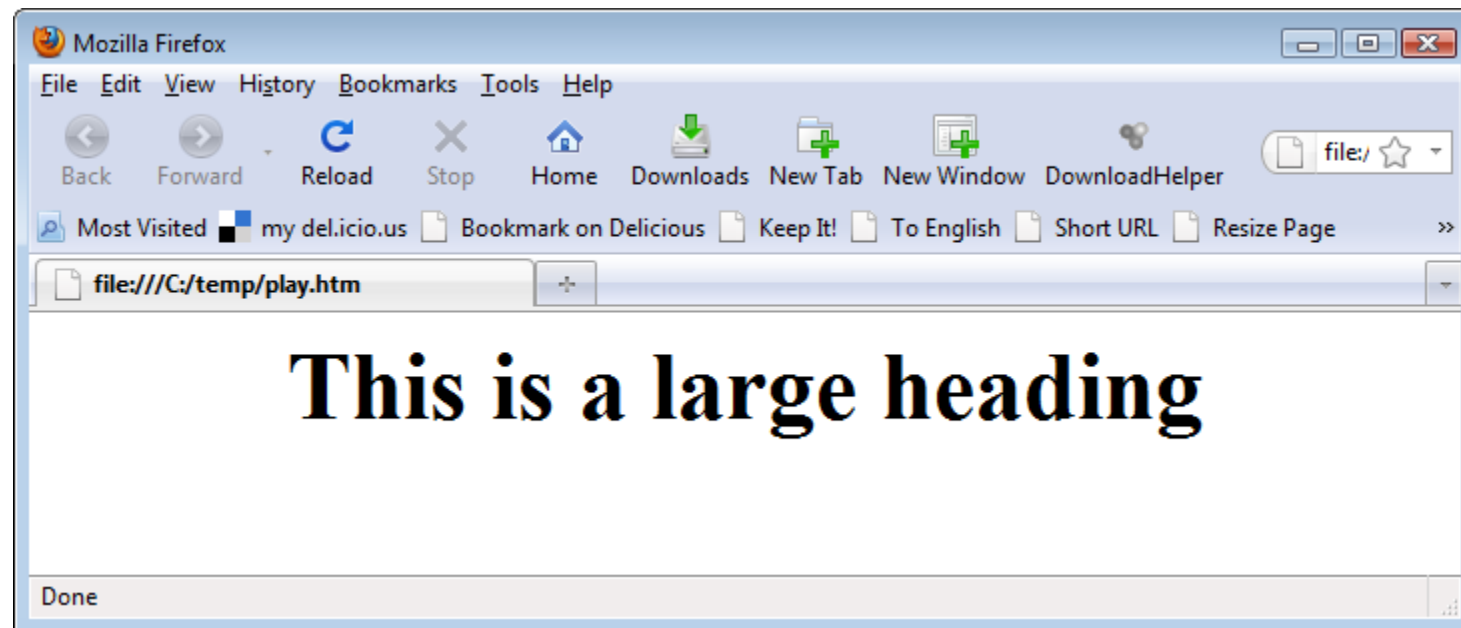 Mozilla Firefox
File Edit View History Bookmarks Tools Help
Back Forward Reload Stop Home Downloads New Tab New Window DownloadHelper file:/
Most Visited my del.icio.us Bookmark on Delicious Keep It! To English Short URL Resize Page »
file:///C:/temp/play.htm
This is a large heading
Done